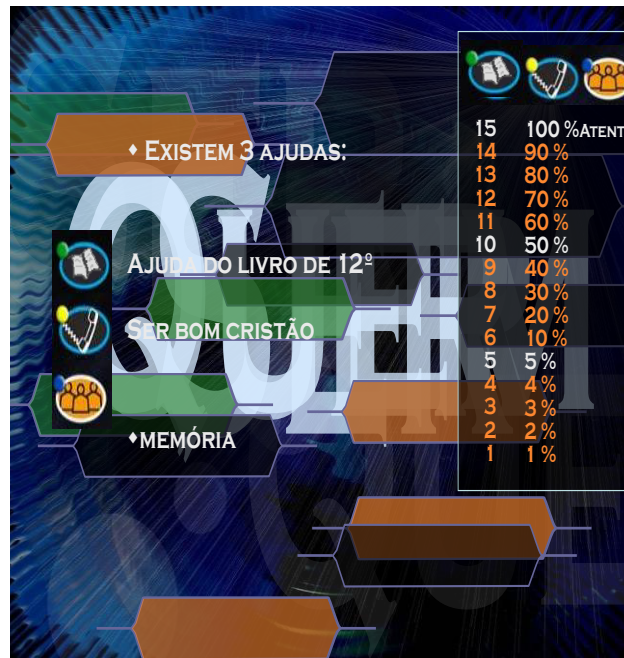 • EXISTEM 3 AJUDAS:
AJUDA DO LIVRO DE 12º
SER BOM CRISTÃO
•MEMÓRIA
15 100 % ATENT
14 90 %
13 80 %
12 70 %
11 60 %
10 50 %
9 40 %
8 30 %
7 20 %
6 10 %
5 5 %
4 4 %
3 3 %
2 2 %
1 1 %
QUERI